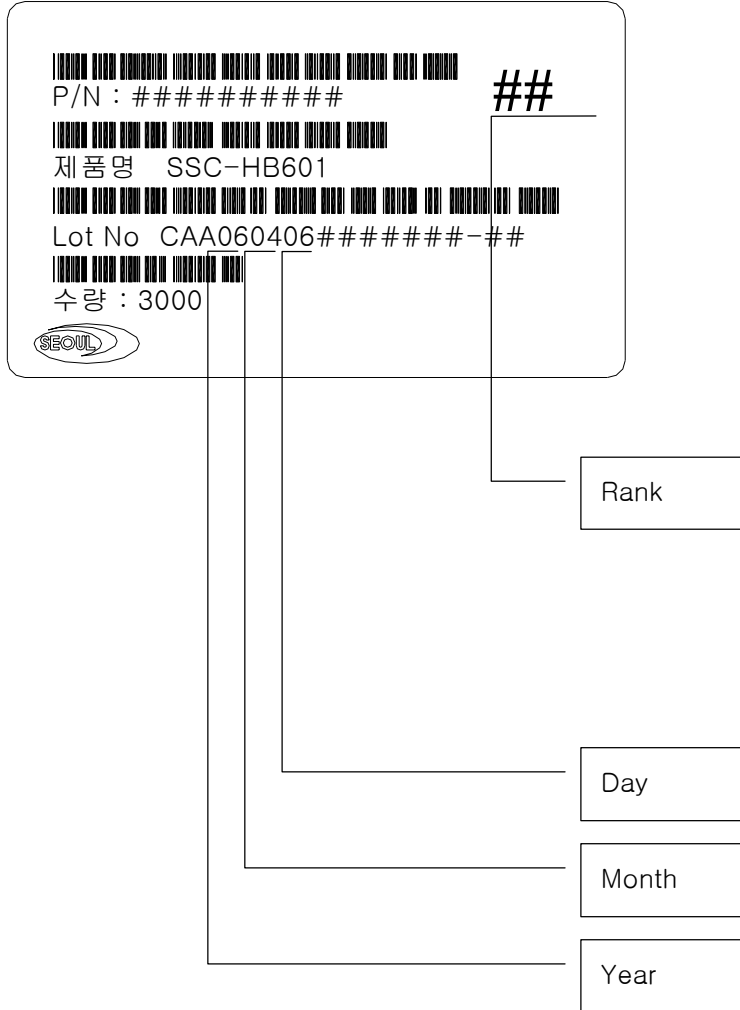 ##
P/N : ##########
제품명 SSC-HB601
Lot No CAA060406#######-##
수량 : 3000
SEOUL
Rank
Day
Month
Year